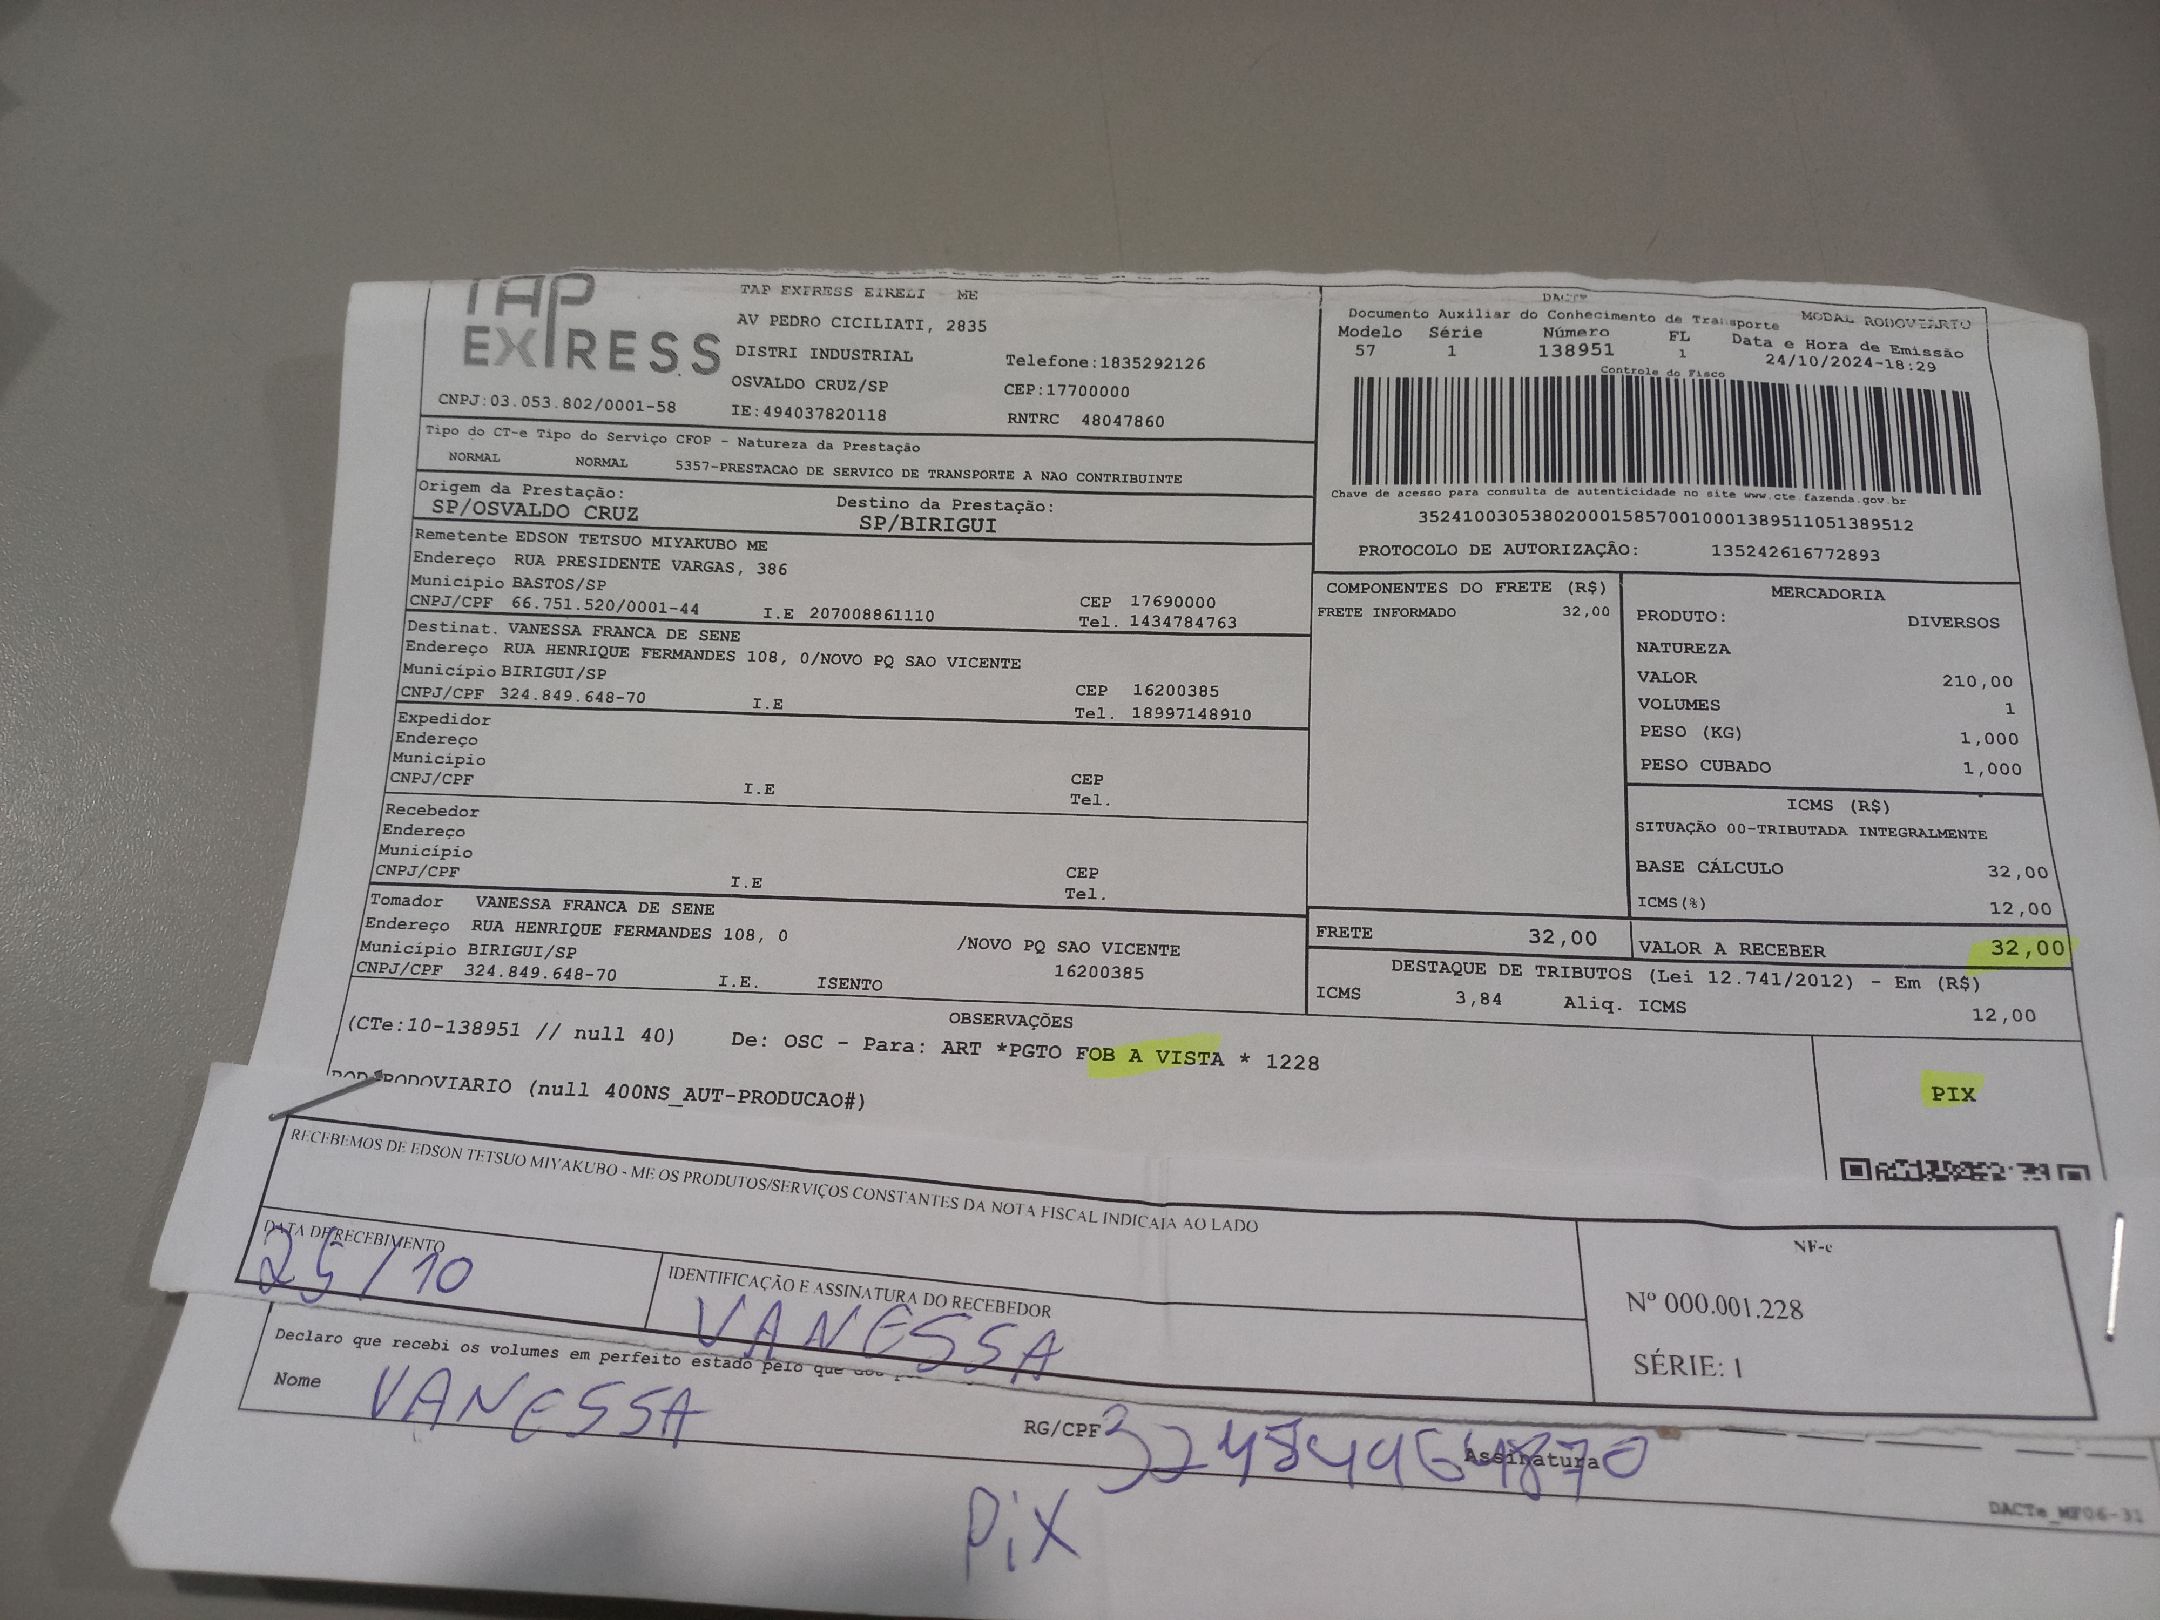 TAP
EXPRESS
CNPJ:03.053.802/0001-58
TAP EXPRESS EIRELI ME
AV PEDRO CICILIATI, 2835
DISTRI INDUSTRIAL
Telefone:1835292126
OSVALDO CRUZ/SP
CEP:17700000
IE:494037820118
RNTRC 48047860
DACTE
Documento Auxiliar do Conhecimento de Transporte
MODAL RODOVIARIO
Modelo Série Número FL Data e Hora de Emissão
57 1 138951 1 24/10/2024-18:29
Controle do Fisco
Chave de acesso para consulta de autenticidade no site www.cte.fazenda.gov.br
35241003053802000158570010001389511051389512
PROTOCOLO DE AUTORIZAÇÃO: 135242616772893
Tipo do CT-e Tipo do Serviço CFOP - Natureza da Prestação
NORMAL NORMAL 5357-PRESTACAO DE SERVICO DE TRANSPORTE A NAO CONTRIBUINTE
Origem da Prestação: Destino da Prestação:
SP/OSVALDO CRUZ SP/BIRIGUI
Remetente EDSON TETSUO MIYAKUBO ME
Endereço RUA PRESIDENTE VARGAS, 386
Municipio BASTOS/SP CEP 17690000
CNPJ/CPF 66.751.520/0001-44 I.E 207008861110 Tel. 1434784763
Destinat. VANESSA FRANCA DE SENE
Endereço RUA HENRIQUE FERMANDES 108, 0/NOVO PQ SAO VICENTE
Município BIRIGUI/SP CEP 16200385
CNPJ/CPF 324.849.648-70 I.E Tel. 18997148910
Expedidor
Endereço
Município CEP
CNPJ/CPF I.E Tel.
Recebedor
Endereço
Município CEP
CNPJ/CPF I.E Tel.
Tomador VANESSA FRANCA DE SENE
Endereço RUA HENRIQUE FERMANDES 108, 0 /NOVO PQ SAO VICENTE
Município BIRIGUI/SP 16200385
CNPJ/CPF 324.849.648-70 I.E. ISENTO
COMPONENTES DO FRETE (R$)
FRETE INFORMADO 32,00
MERCADORIA
PRODUTO: DIVERSOS
NATUREZA
VALOR 210,00
VOLUMES 1
PESO (KG) 1,000
PESO CUBADO 1,000
ICMS (R$)
SITUAÇÃO 00-TRIBUTADA INTEGRALMENTE
BASE CÁLCULO 32,00
ICMS(%) 12,00
FRETE 32,00 VALOR A RECEBER 32,00
DESTAQUE DE TRIBUTOS (Lei 12.741/2012) - Em (R$)
ICMS 3,84 Aliq. ICMS 12,00
OBSERVAÇÕES
(CTe:10-138951 // null 40) De: OSC - Para: ART *PGTO FOB A VISTA * 1228
RODORODOVIARIO (null 400NS_AUT-PRODUCAO#)
PIX
RECEBEMOS DE EDSON TETSUO MIYAKUBO - ME OS PRODUTOS/SERVIÇOS CONSTANTES DA NOTA FISCAL INDICAIA AO LADO
DATA DE RECEBIMENTO
25/10
IDENTIFICAÇÃO E ASSINATURA DO RECEBEDOR
VANESSA
NF-e
Nº 000.001.228
SÉRIE: 1
Declaro que recebi os volumes em perfeito estado pelo que
Nome VANESSA
RG/CPF 32484964870
Assinatura
PiX
DACTe_MF06-31